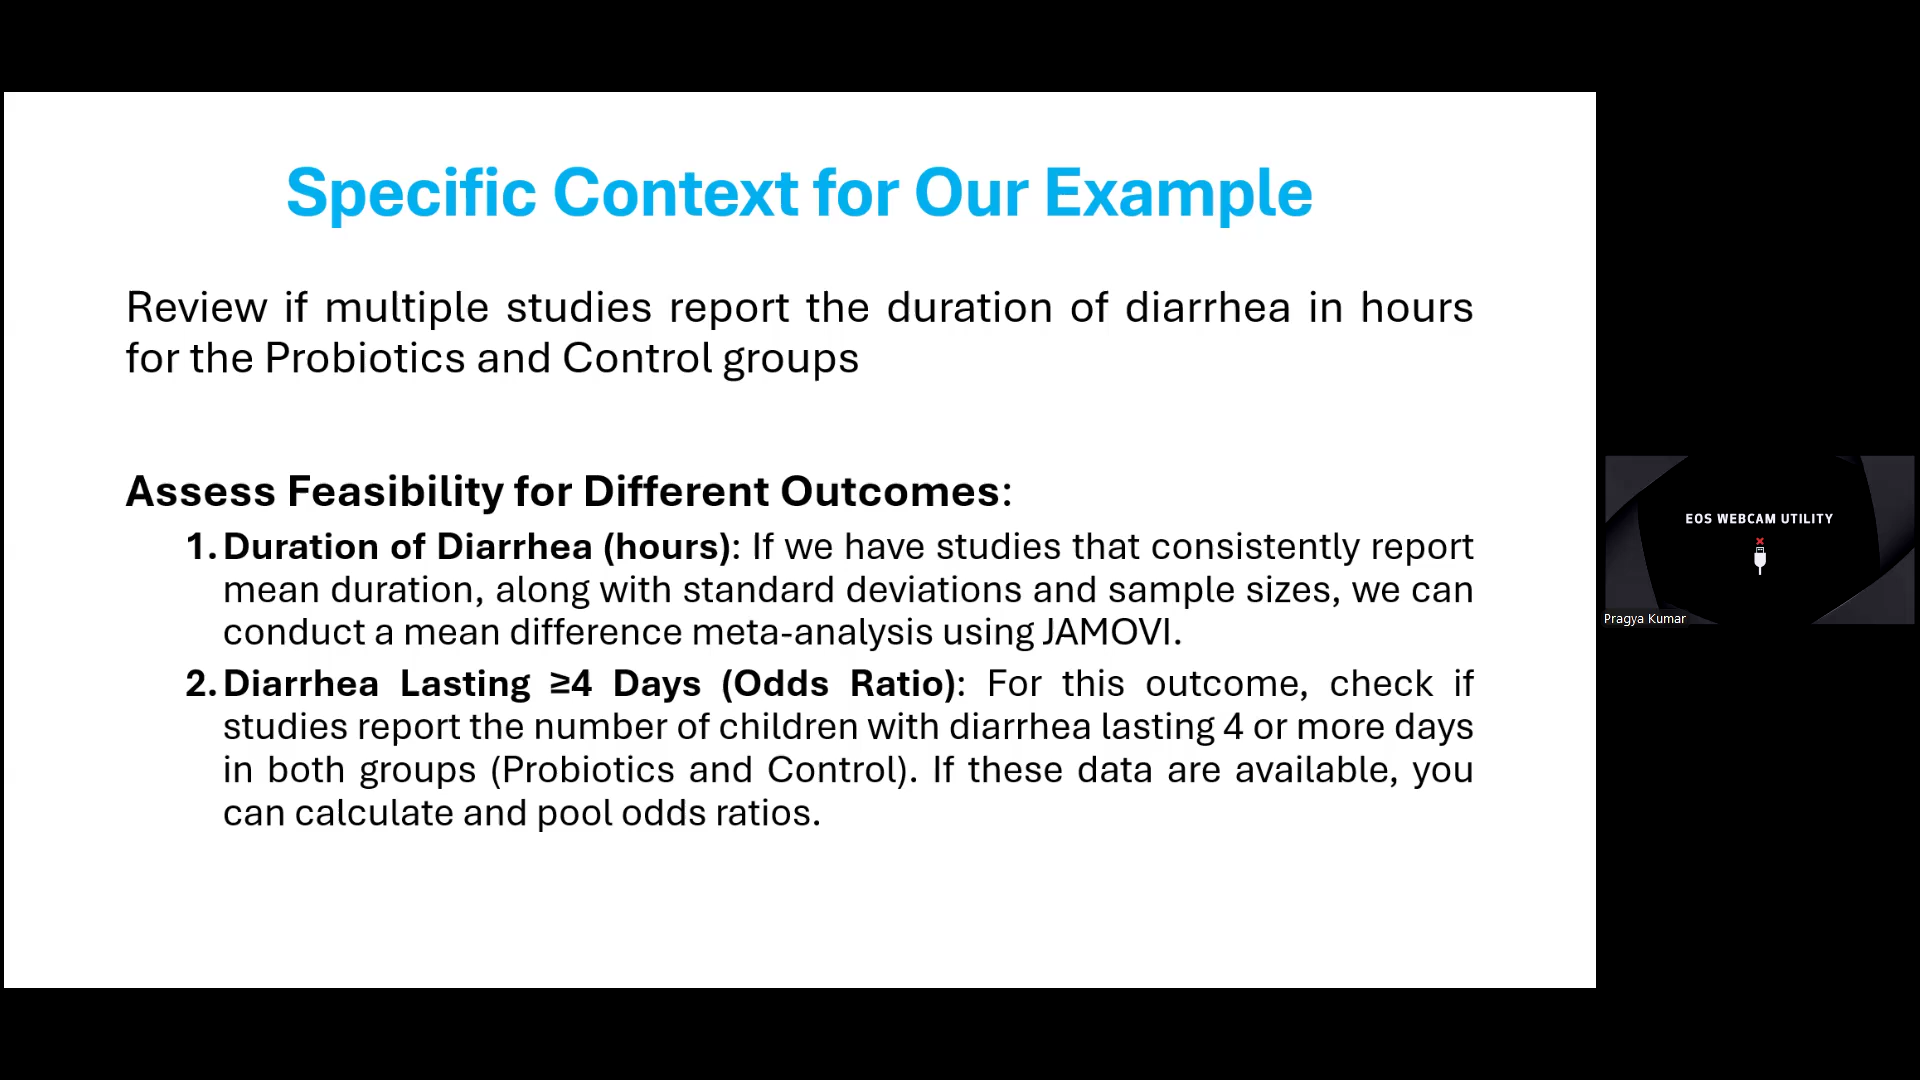 Specific Context for Our Example
Review if multiple studies report the duration of diarrhea in hours
for the Probiotics and Control groups
Assess Feasibility for Different Outcomes:
1. Duration of Diarrhea (hours): If we have studies that consistently report
mean duration, along with standard deviations and sample sizes, we can
conduct a mean difference meta-analysis using JAMOVI.
2. Diarrhea Lasting ≥4 Days (Odds Ratio): For this outcome, check if
studies report the number of children with diarrhea lasting 4 or more days
in both groups (Probiotics and Control). If these data are available, you
can calculate and pool odds ratios.
EOS WEBCAM UTILITY
Pragya Kumar